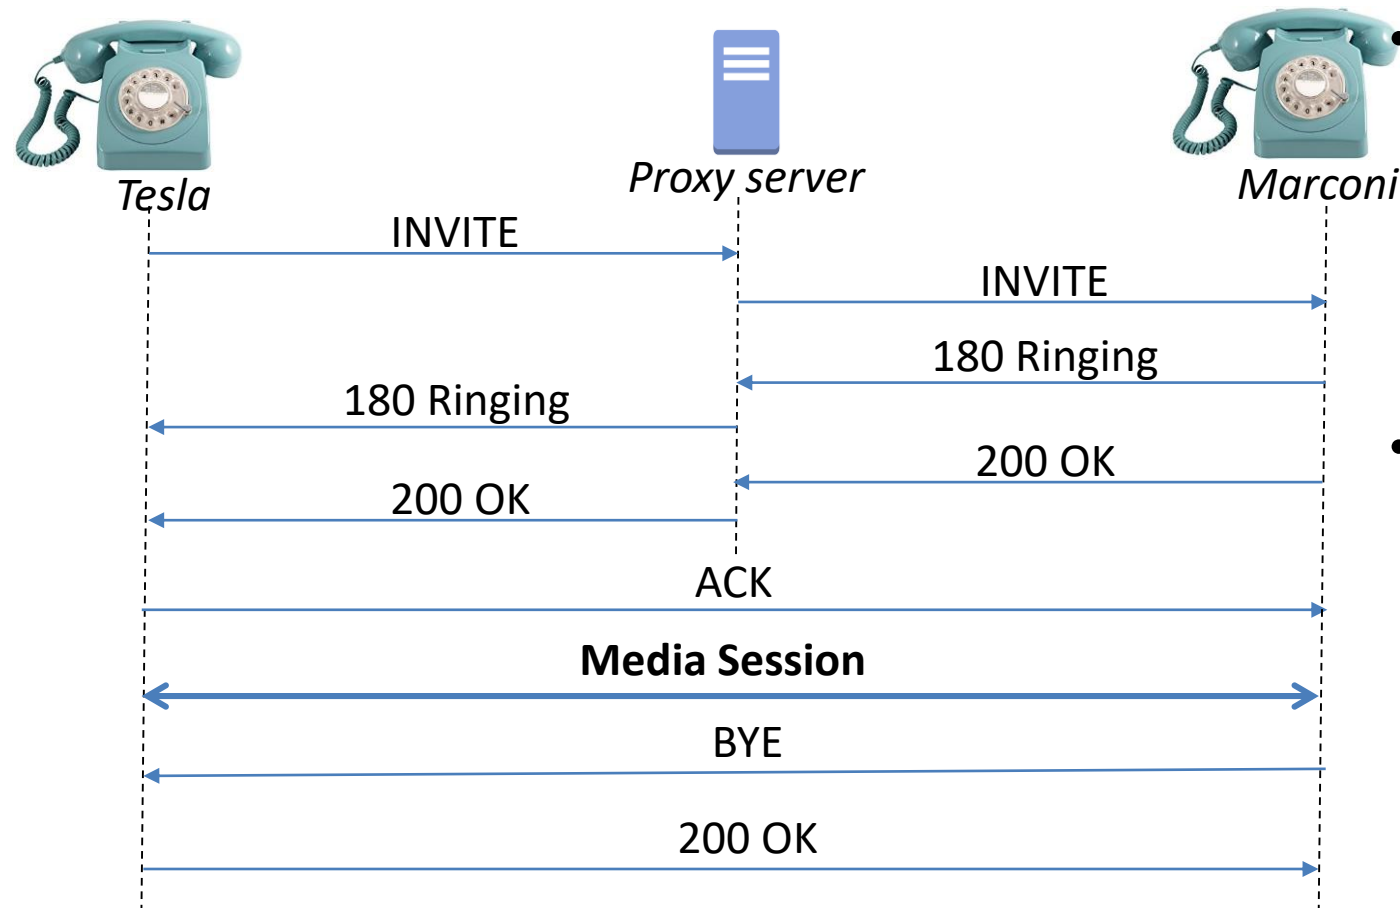 Tesla
Proxy server
Marconi
INVITE
INVITE
180 Ringing
180 Ringing
200 OK
200 OK
ACK
Media Session
BYE
200 OK